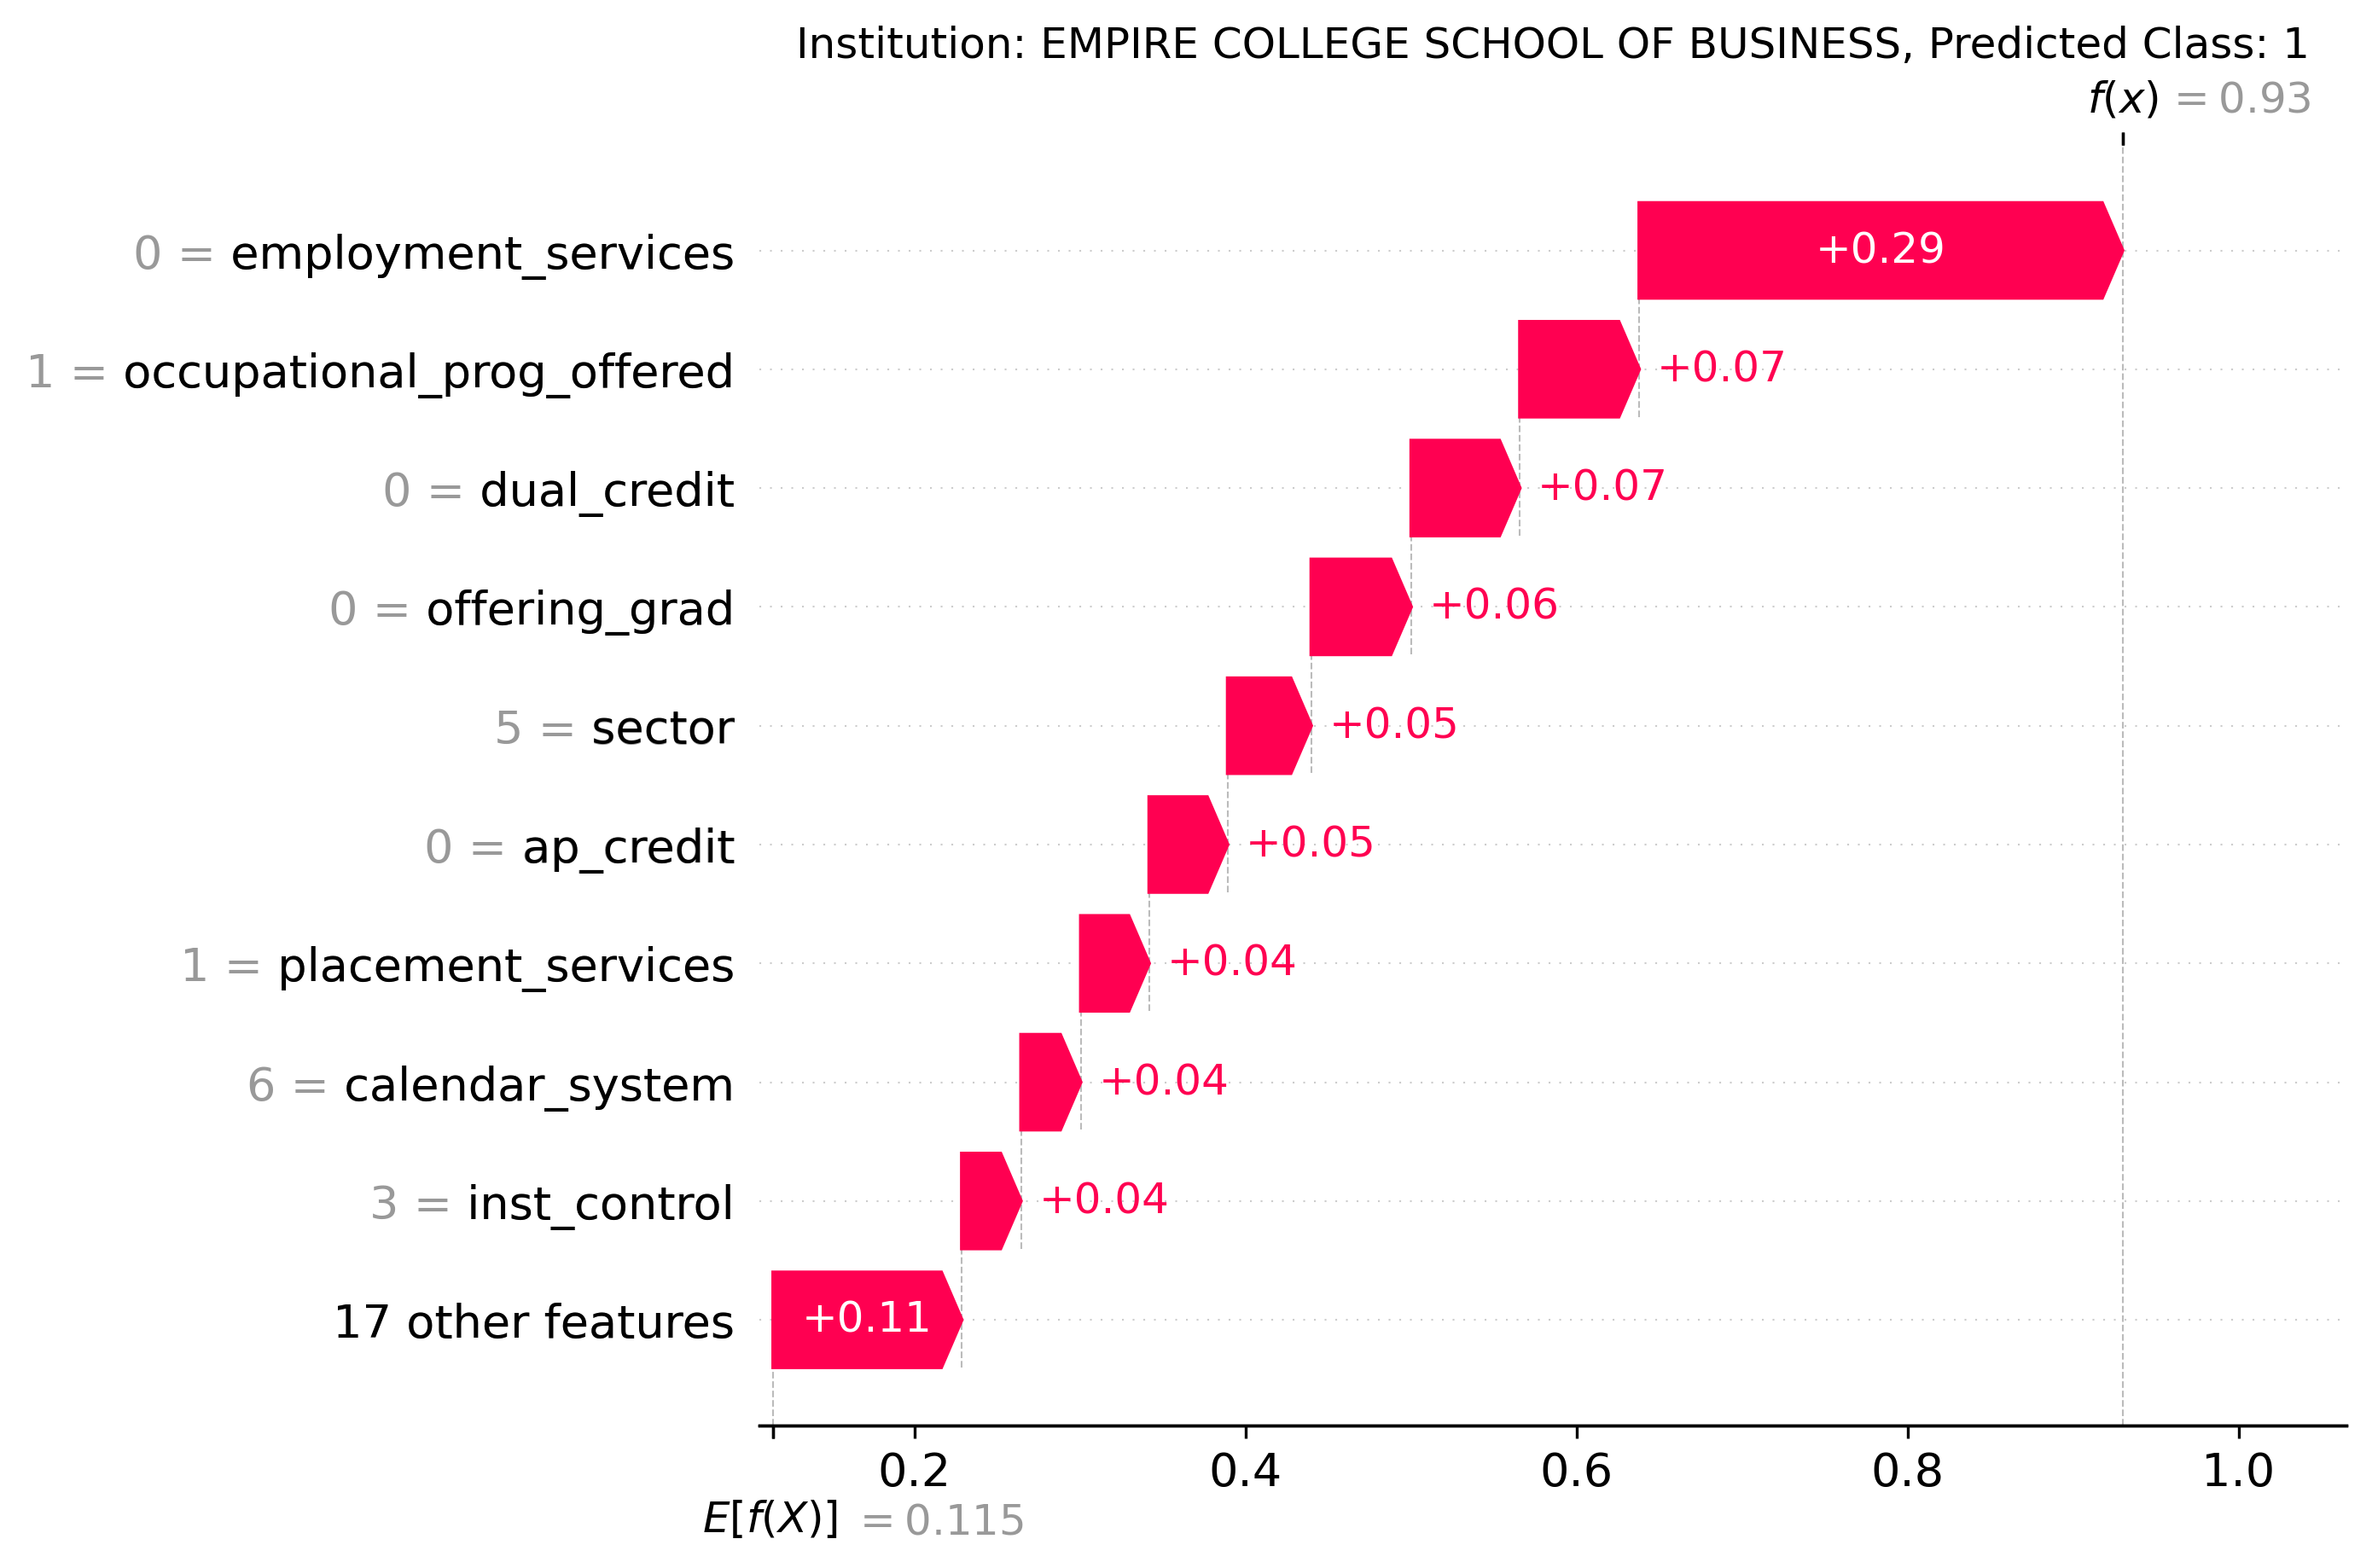 Institution: EMPIRE COLLEGE SCHOOL OF BUSINESS, Predicted Class: 1
f(x) = 0.93
0 = employment_services +0.29
1 = occupational_prog_offered +0.07
0 = dual_credit +0.07
0 = offering_grad +0.06
5 = sector +0.05
0 = ap_credit +0.05
1 = placement_services +0.04
6 = calendar_system +0.04
3 = inst_control +0.04
17 other features +0.11
0.2 0.4 0.6 0.8 1.0
E[f(X)] = 0.115